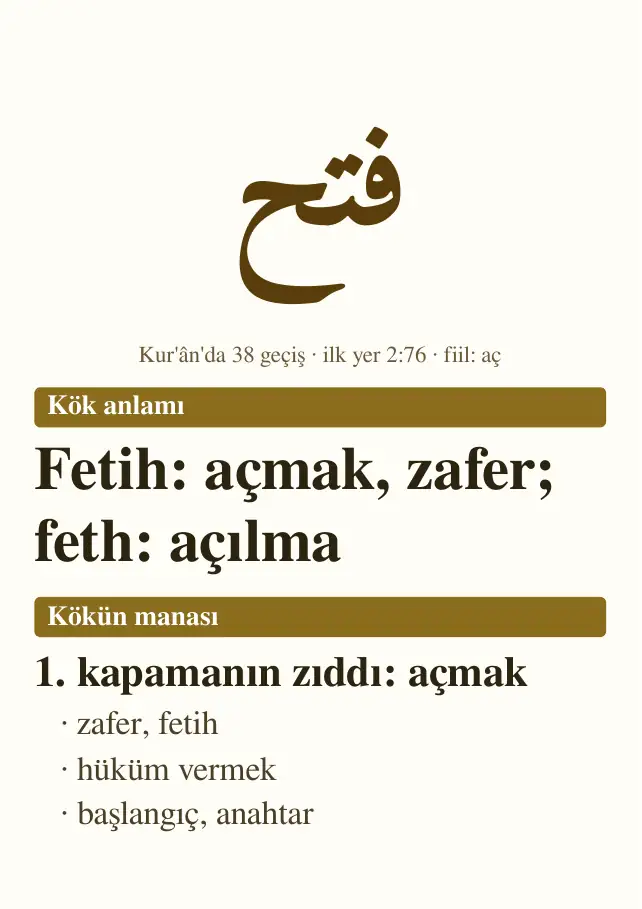 فتح
Kur'ân'da 38 geçiş · ilk yer 2:76 · fiil: aç
Kök anlamı
Fetih: açmak, zafer;
feth: açılma
Kökün manası
1. kapamanın zıddı: açmak
· zafer, fetih
· hüküm vermek
· başlangıç, anahtar